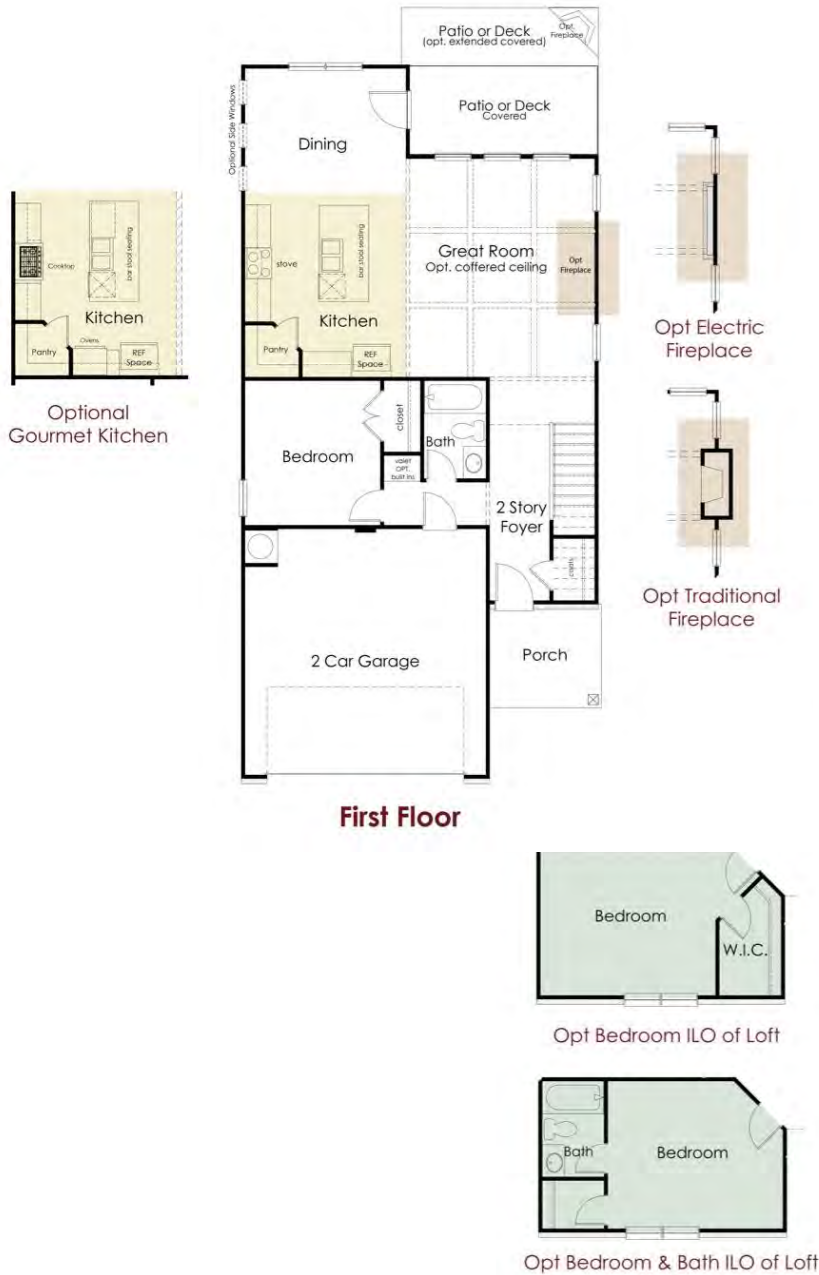 Patio or Deck
(opt. extended covered)
Opt.
Fireplace
Patio or Deck
Covered
Optional Side Windows
Dining
stove
bar stool seating
Kitchen
Pantry
REF
Space
Great Room
Opt. coffered ceiling
Opt
Fireplace
Cooktop
bar stool seating
Kitchen
Pantry
Ovens
REF
Space
Optional
Gourmet Kitchen
Opt Electric
Fireplace
Opt Traditional
Fireplace
Bedroom
closet
valet
OPT.
built ins
Bath
2 Story
Foyer
coats
2 Car Garage
Porch
First Floor
Bedroom
W.I.C.
Opt Bedroom ILO of Loft
Bath
Bedroom
Opt Bedroom & Bath ILO of Loft